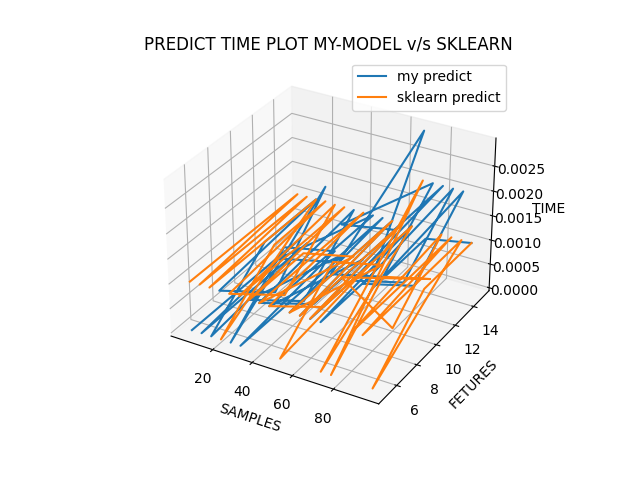 PREDICT TIME PLOT MY-MODEL v/s SKLEARN
my predict
sklearn predict
0.0025
0.0020
TIME
0.0015
0.0010
0.0005
0.0000
14
12
10
8
6
FETURES
20
40
60
80
SAMPLES